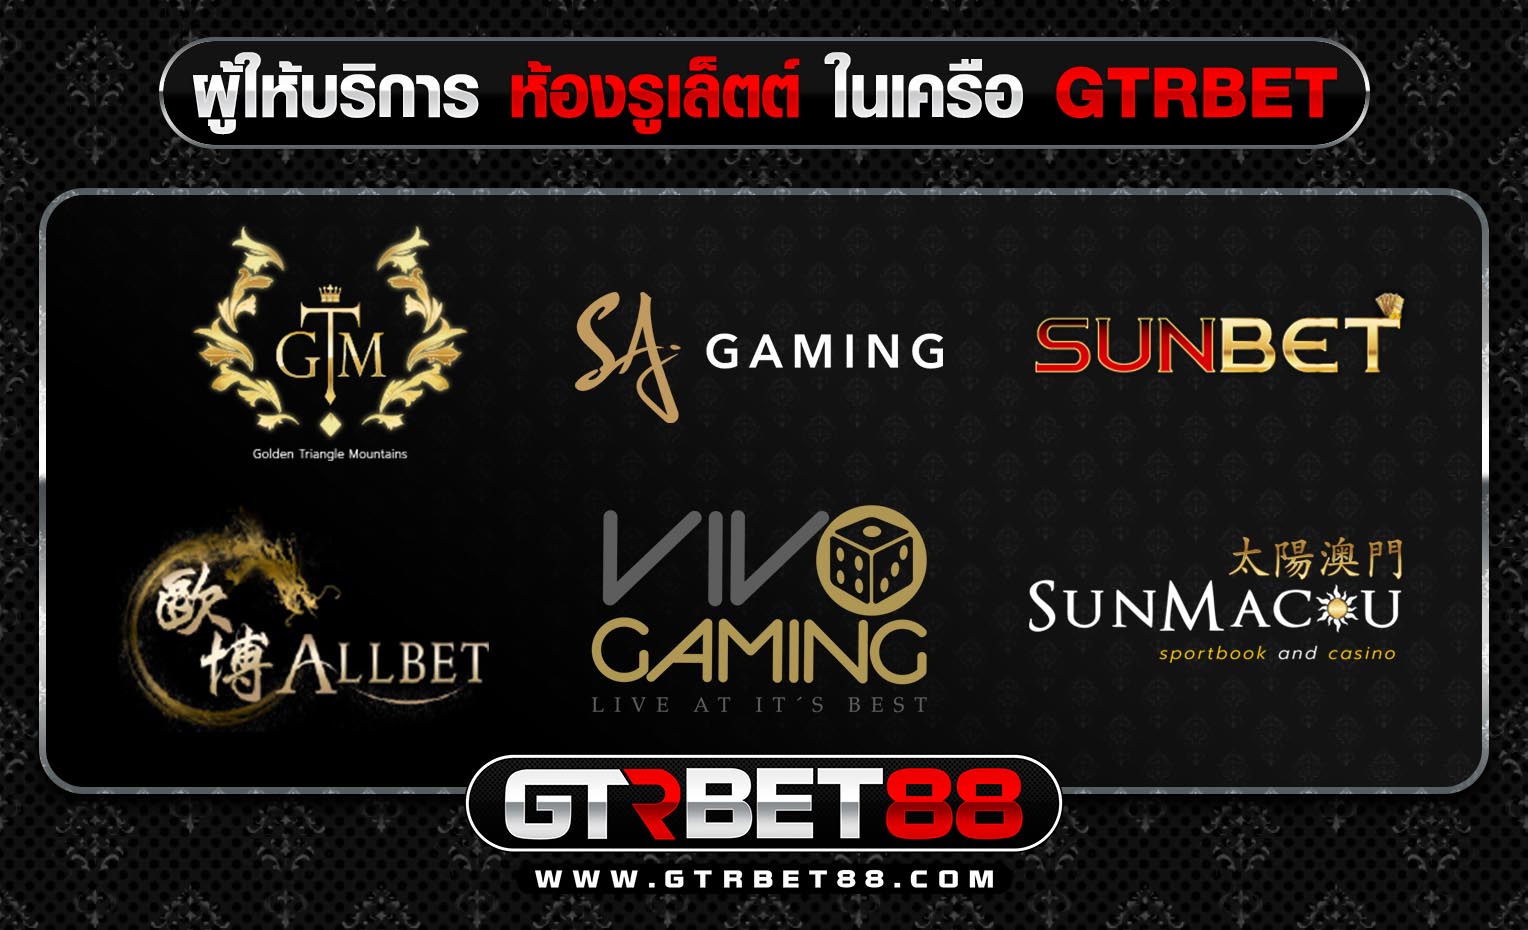 ผู้ให้บริการ ห้องรูเล็ตต์ ในเครือ GTRBET
GTM
Golden Triangle Mountains
SA GAMING
SUNBET
歐博 ALLBET
VIVO
GAMING
LIVE AT IT´S BEST
太陽澳門
SUNMACAU
sportbook and casino
GTRBET88
WWW.GTRBET88.COM